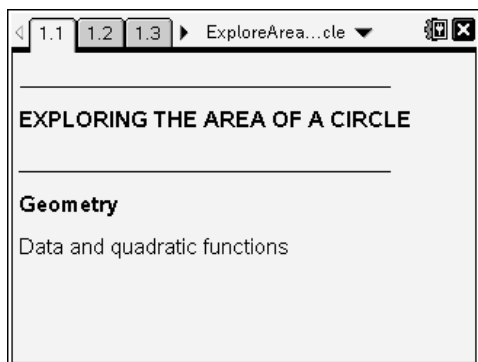 1.1 1.2 1.3 ExploreArea...cle
EXPLORING THE AREA OF A CIRCLE
Geometry
Data and quadratic functions